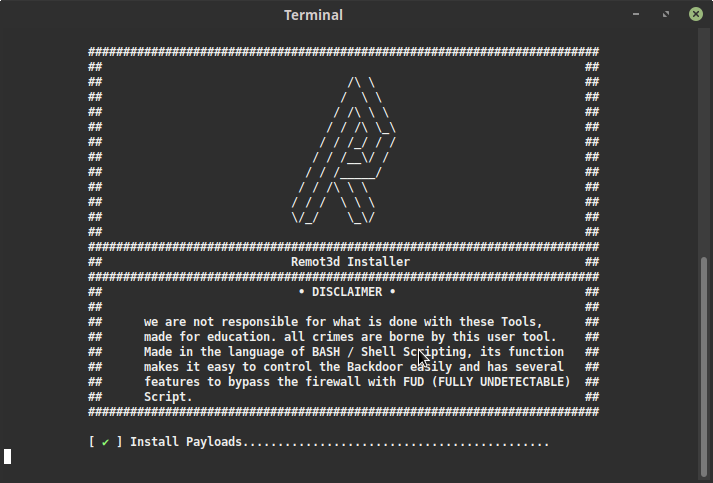 Terminal
###########################################################################
## ##
## /\ \ ##
## / \ \ ##
## / /\ \ \ ##
## / / /\ \_\ ##
## / / /_/ / / ##
## / / /__\/ / ##
## / / /_____/ ##
## / / /\ \ \ ##
## / / / \ \ \ ##
## \/_/ \_\/ ##
## ##
###########################################################################
## Remot3d Installer ##
###########################################################################
## • DISCLAIMER • ##
## ##
## we are not responsible for what is done with these Tools, ##
## made for education. all crimes are borne by this user tool. ##
## Made in the language of BASH / Shell Scripting, its function ##
## makes it easy to control the Backdoor easily and has several ##
## features to bypass the firewall with FUD (FULLY UNDETECTABLE) ##
## Script. ##
###########################################################################
[ ✔ ] Install Payloads............................................